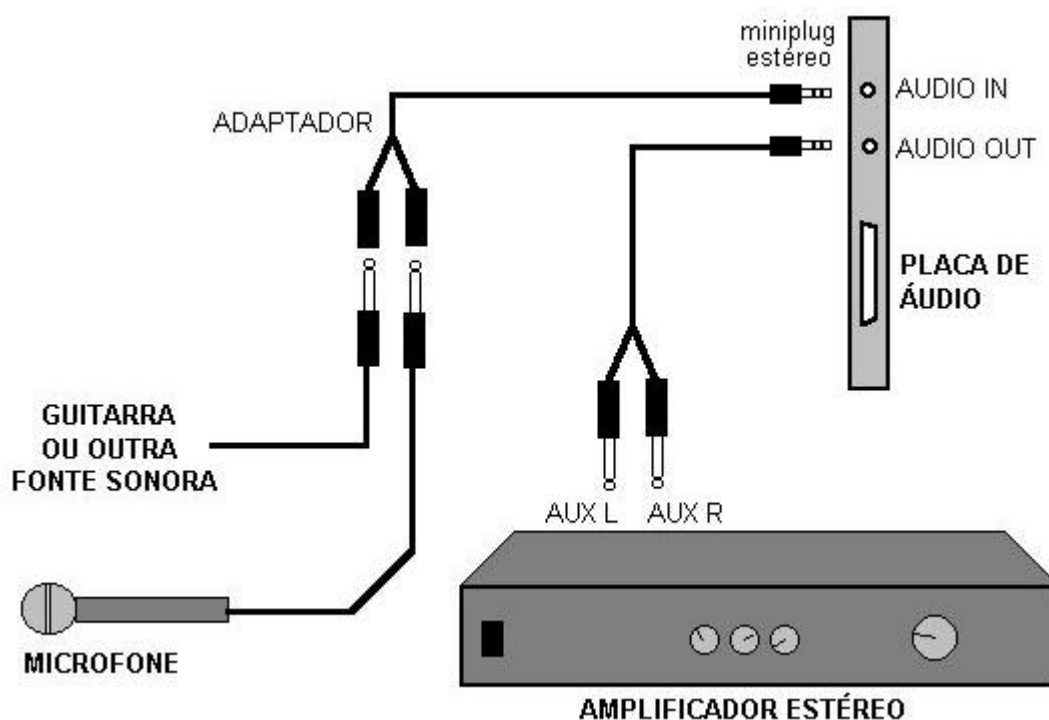 miniplug
estéreo
AUDIO IN
ADAPTADOR
AUDIO OUT
PLACA DE
ÁUDIO
GUITARRA
OU OUTRA
FONTE SONORA
AUX L
AUX R
MICROFONE
AMPLIFICADOR ESTÉREO